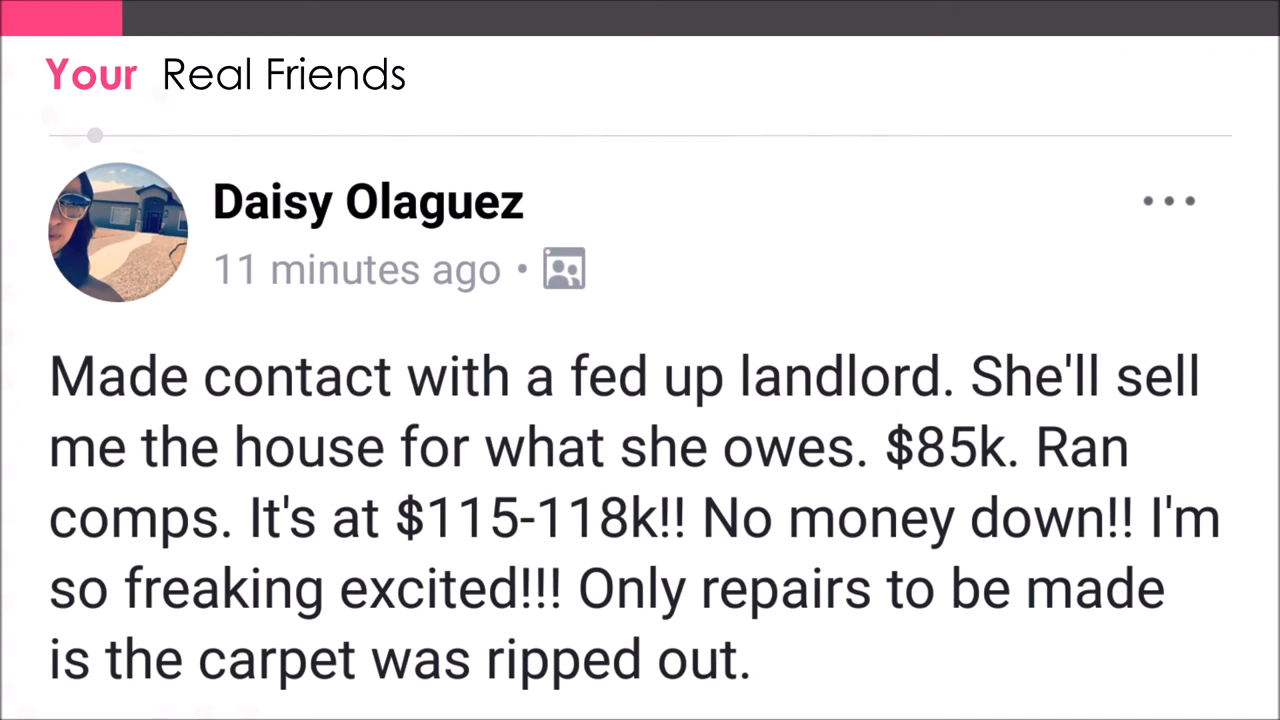 Your Real Friends
Daisy Olaguez
11 minutes ago •
Made contact with a fed up landlord. She'll sell
me the house for what she owes. $85k. Ran
comps. It's at $115-118k!! No money down!! I'm
so freaking excited!!! Only repairs to be made
is the carpet was ripped out.